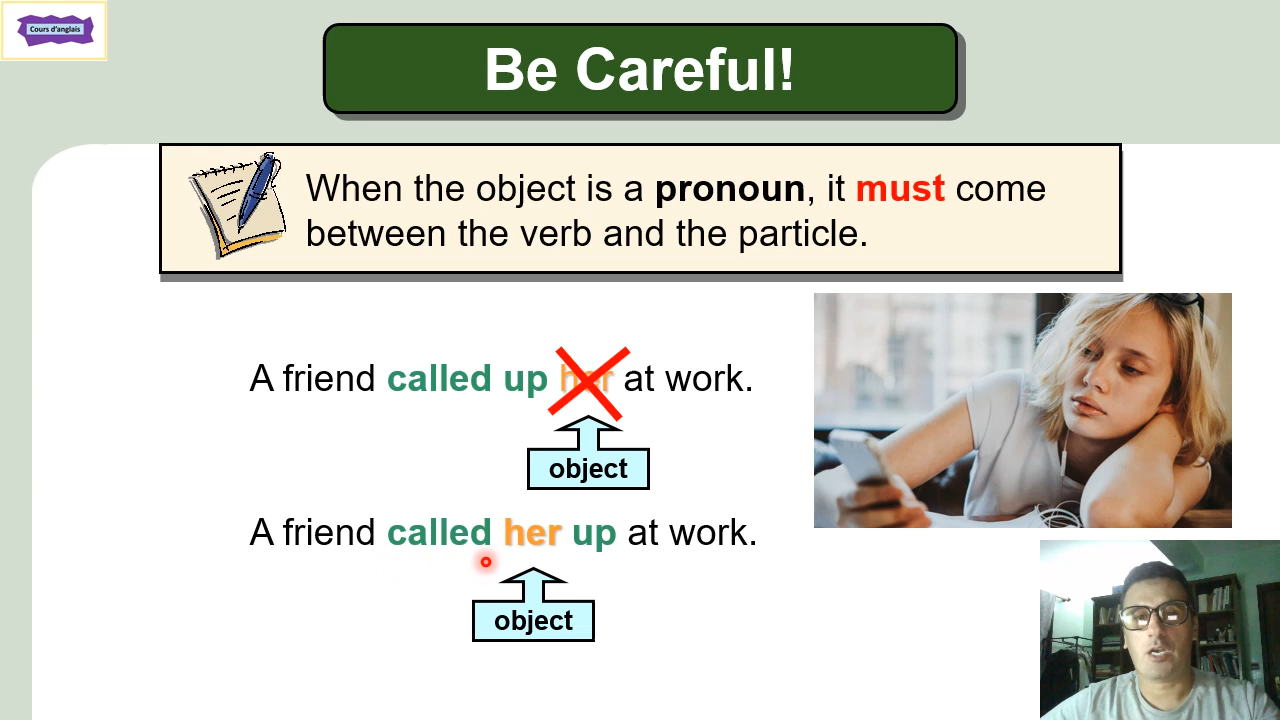 Cours d'anglais
Be Careful!
When the object is a pronoun, it must come
between the verb and the particle.
A friend called up her at work.
object
A friend called her up at work.
object